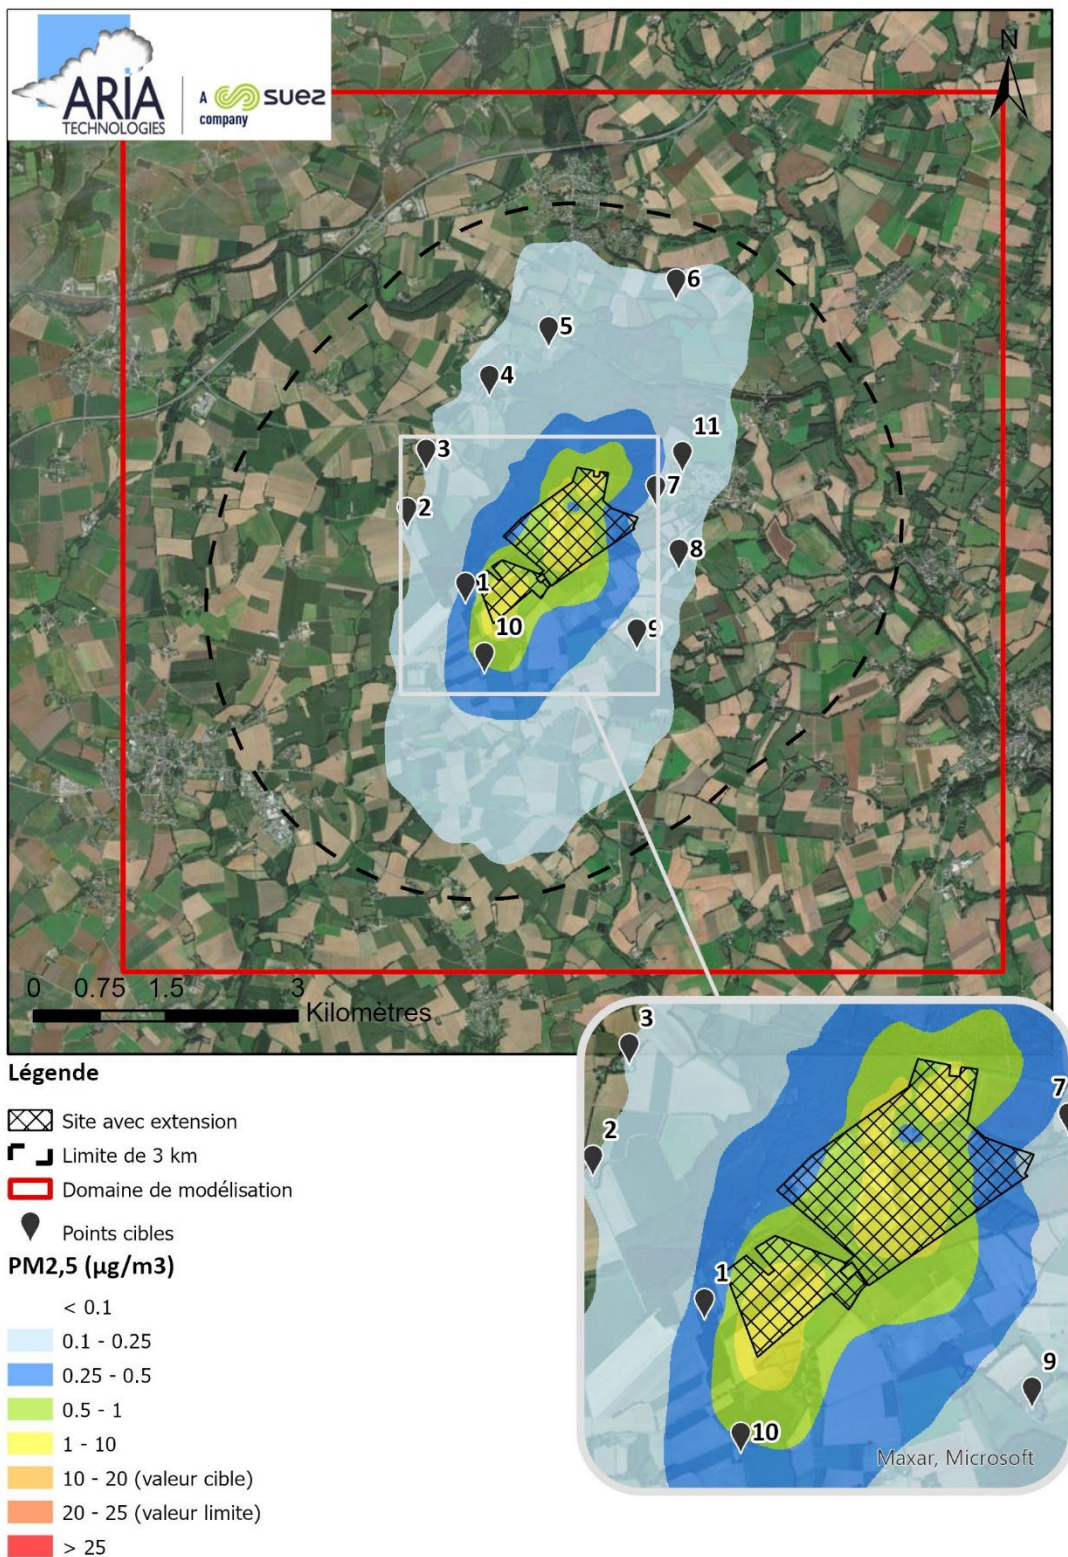 ARIA
TECHNOLOGIES
A suez
company
N
6
5
4
11
3
7
2
8
1
9
10
0 0.75 1.5 3
Kilomètres
Légende
Site avec extension
Limite de 3 km
Domaine de modélisation
Points cibles
PM2,5 (µg/m3)
< 0.1
0.1 - 0.25
0.25 - 0.5
0.5 - 1
1 - 10
10 - 20 (valeur cible)
20 - 25 (valeur limite)
> 25
3
7
2
1
9
10
Maxar, Microsoft